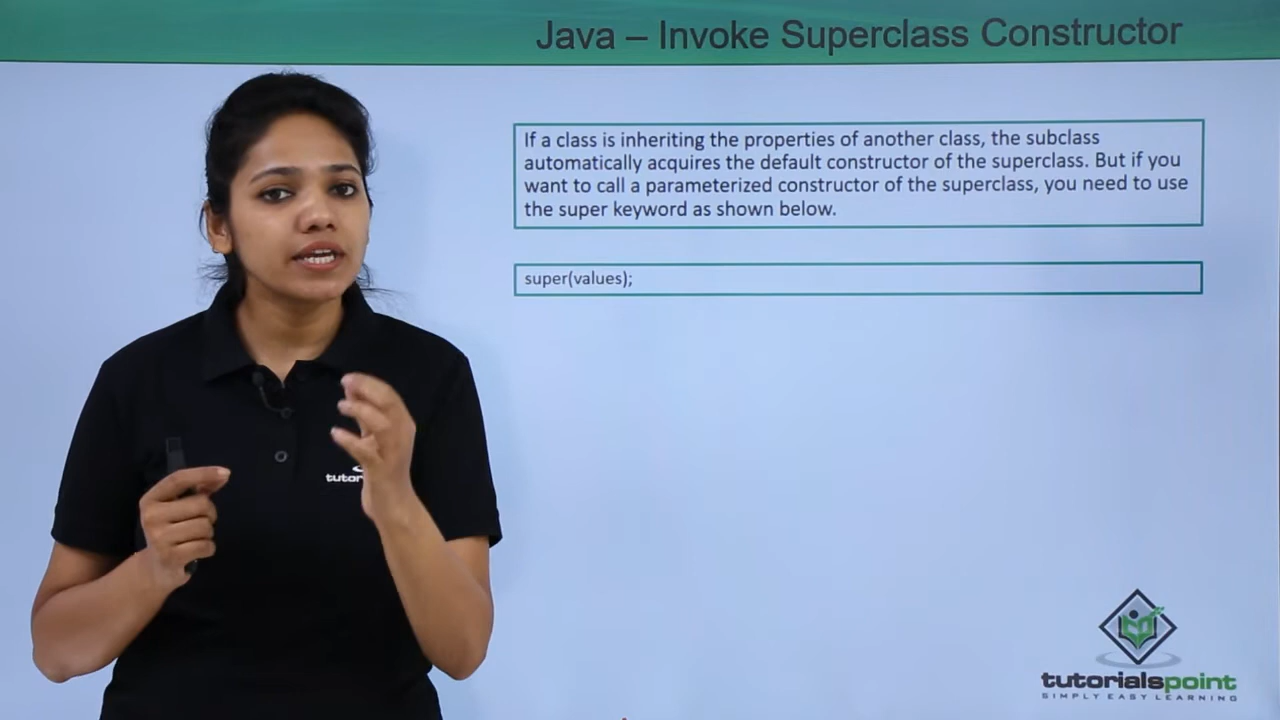 Java – Invoke Superclass Constructor
If a class is inheriting the properties of another class, the subclass
automatically acquires the default constructor of the superclass. But if you
want to call a parameterized constructor of the superclass, you need to use
the super keyword as shown below.
super(values);
tutor
tutorialspoint
SIMPLY EASY LEARNING